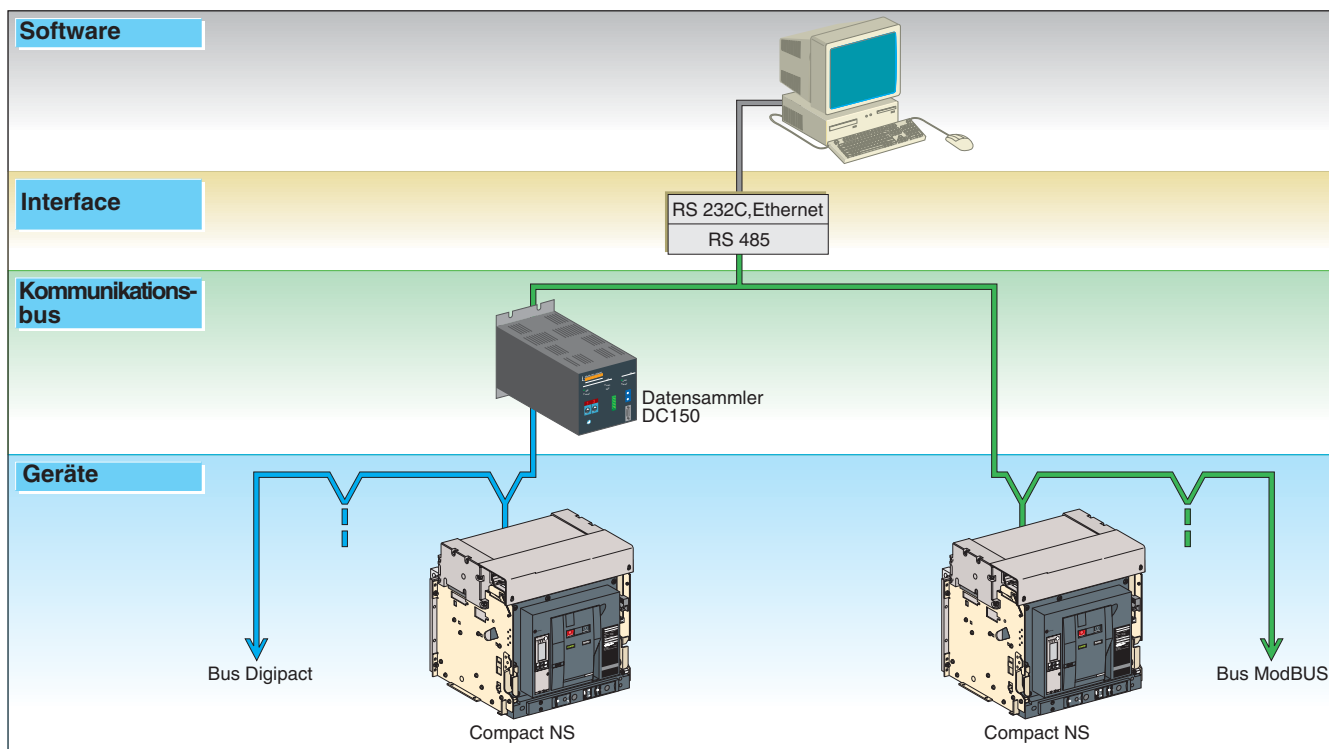 Software
Interface
RS 232C,Ethernet
RS 485
Kommunikations-
bus
Datensammler
DC150
Geräte
Bus Digipact
Bus ModBUS
Compact NS
Compact NS